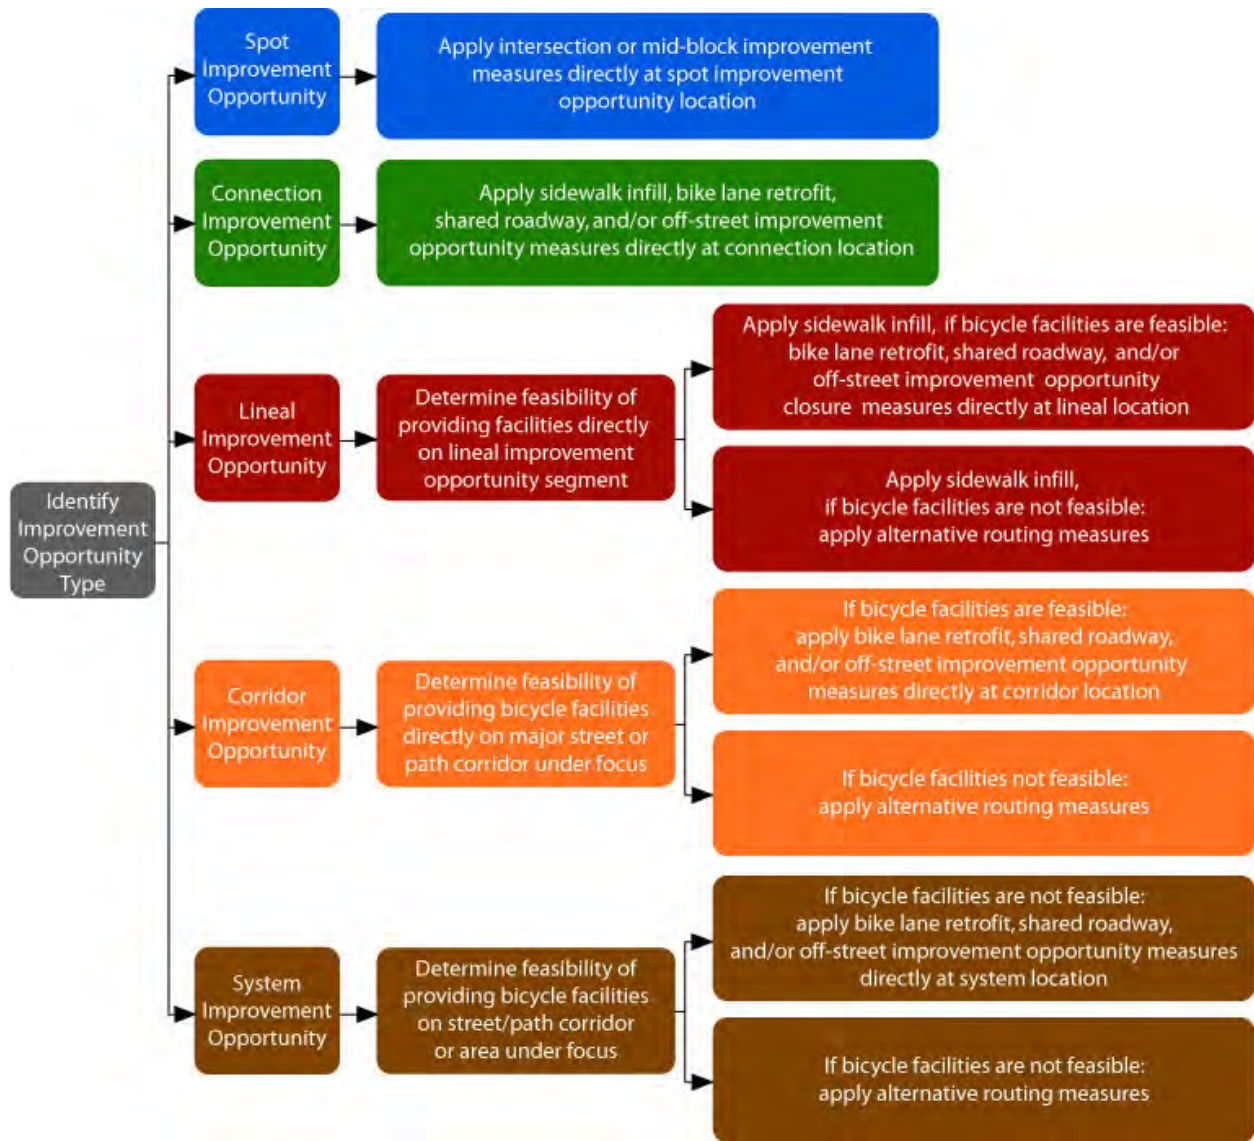 Identify
Improvement
Opportunity
Type
Spot
Improvement
Opportunity
Apply intersection or mid-block improvement
measures directly at spot improvement
opportunity location
Connection
Improvement
Opportunity
Apply sidewalk infill, bike lane retrofit,
shared roadway, and/or off-street improvement
opportunity measures directly at connection location
Lineal
Improvement
Opportunity
Determine feasibility of
providing facilities directly
on lineal improvement
opportunity segment
Apply sidewalk infill, if bicycle facilities are feasible:
bike lane retrofit, shared roadway, and/or
off-street improvement opportunity
closure measures directly at lineal location
Apply sidewalk infill,
if bicycle facilities are not feasible:
apply alternative routing measures
Corridor
Improvement
Opportunity
Determine feasibility of
providing bicycle facilities
directly on major street or
path corridor under focus
If bicycle facilities are feasible:
apply bike lane retrofit, shared roadway,
and/or off-street improvement opportunity
measures directly at corridor location
If bicycle facilities not feasible:
apply alternative routing measures
System
Improvement
Opportunity
Determine feasibility of
providing bicycle facilities
on street/path corridor
or area under focus
If bicycle facilities are not feasible:
apply bike lane retrofit, shared roadway,
and/or off-street improvement opportunity measures
directly at system location
If bicycle facilities are not feasible:
apply alternative routing measures